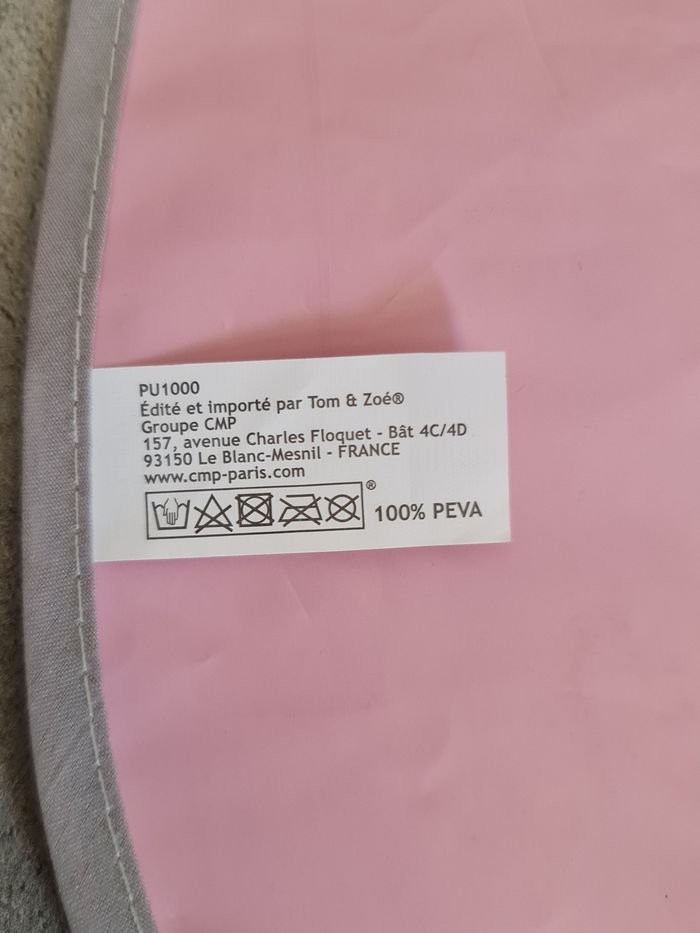 PU1000
Édité et importé par Tom & Zoé®
Groupe CMP
157, avenue Charles Floquet - Bât 4C/4D
93150 Le Blanc-Mesnil - FRANCE
www.cmp-paris.com
® 100% PEVA